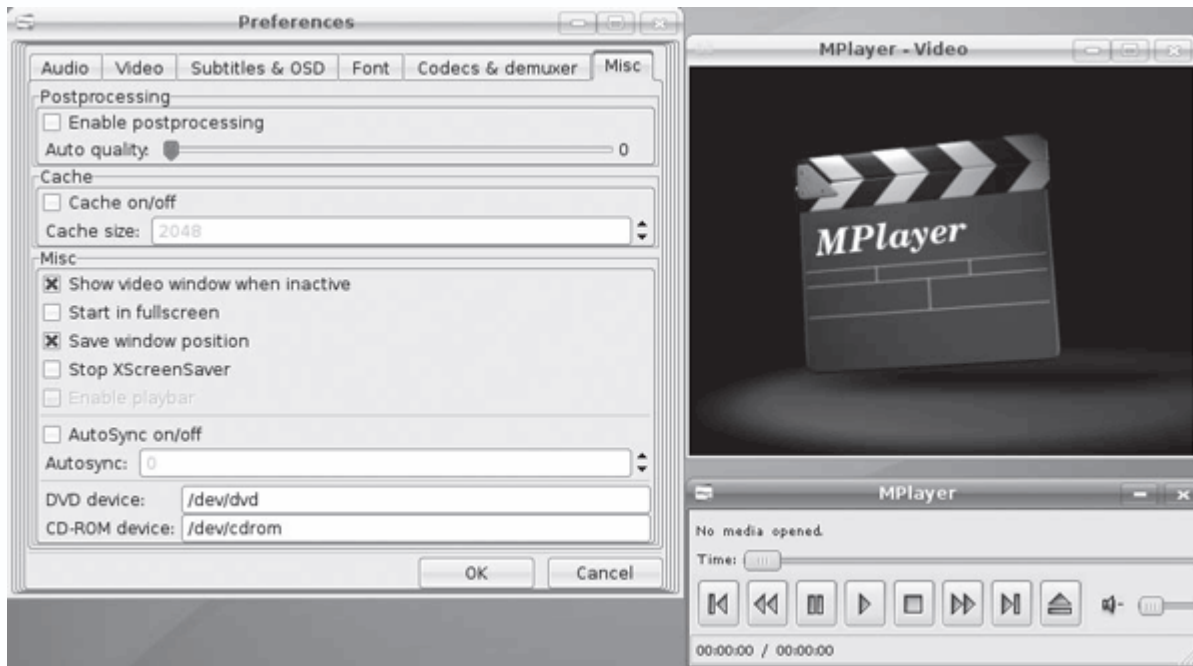 Preferences
Audio Video Subtitles & OSD Font Codecs & demuxer Misc
Postprocessing
Enable postprocessing
Auto quality: 0
Cache
Cache on/off
Cache size: 2048
Misc
Show video window when inactive
Start in fullscreen
Save window position
Stop XScreenSaver
Enable playbar
AutoSync on/off
Autosync: 0
DVD device: /dev/dvd
CD-ROM device: /dev/cdrom
OK Cancel
MPlayer - Video
MPlayer
MPlayer
No media opened.
Time:
00:00:00 / 00:00:00